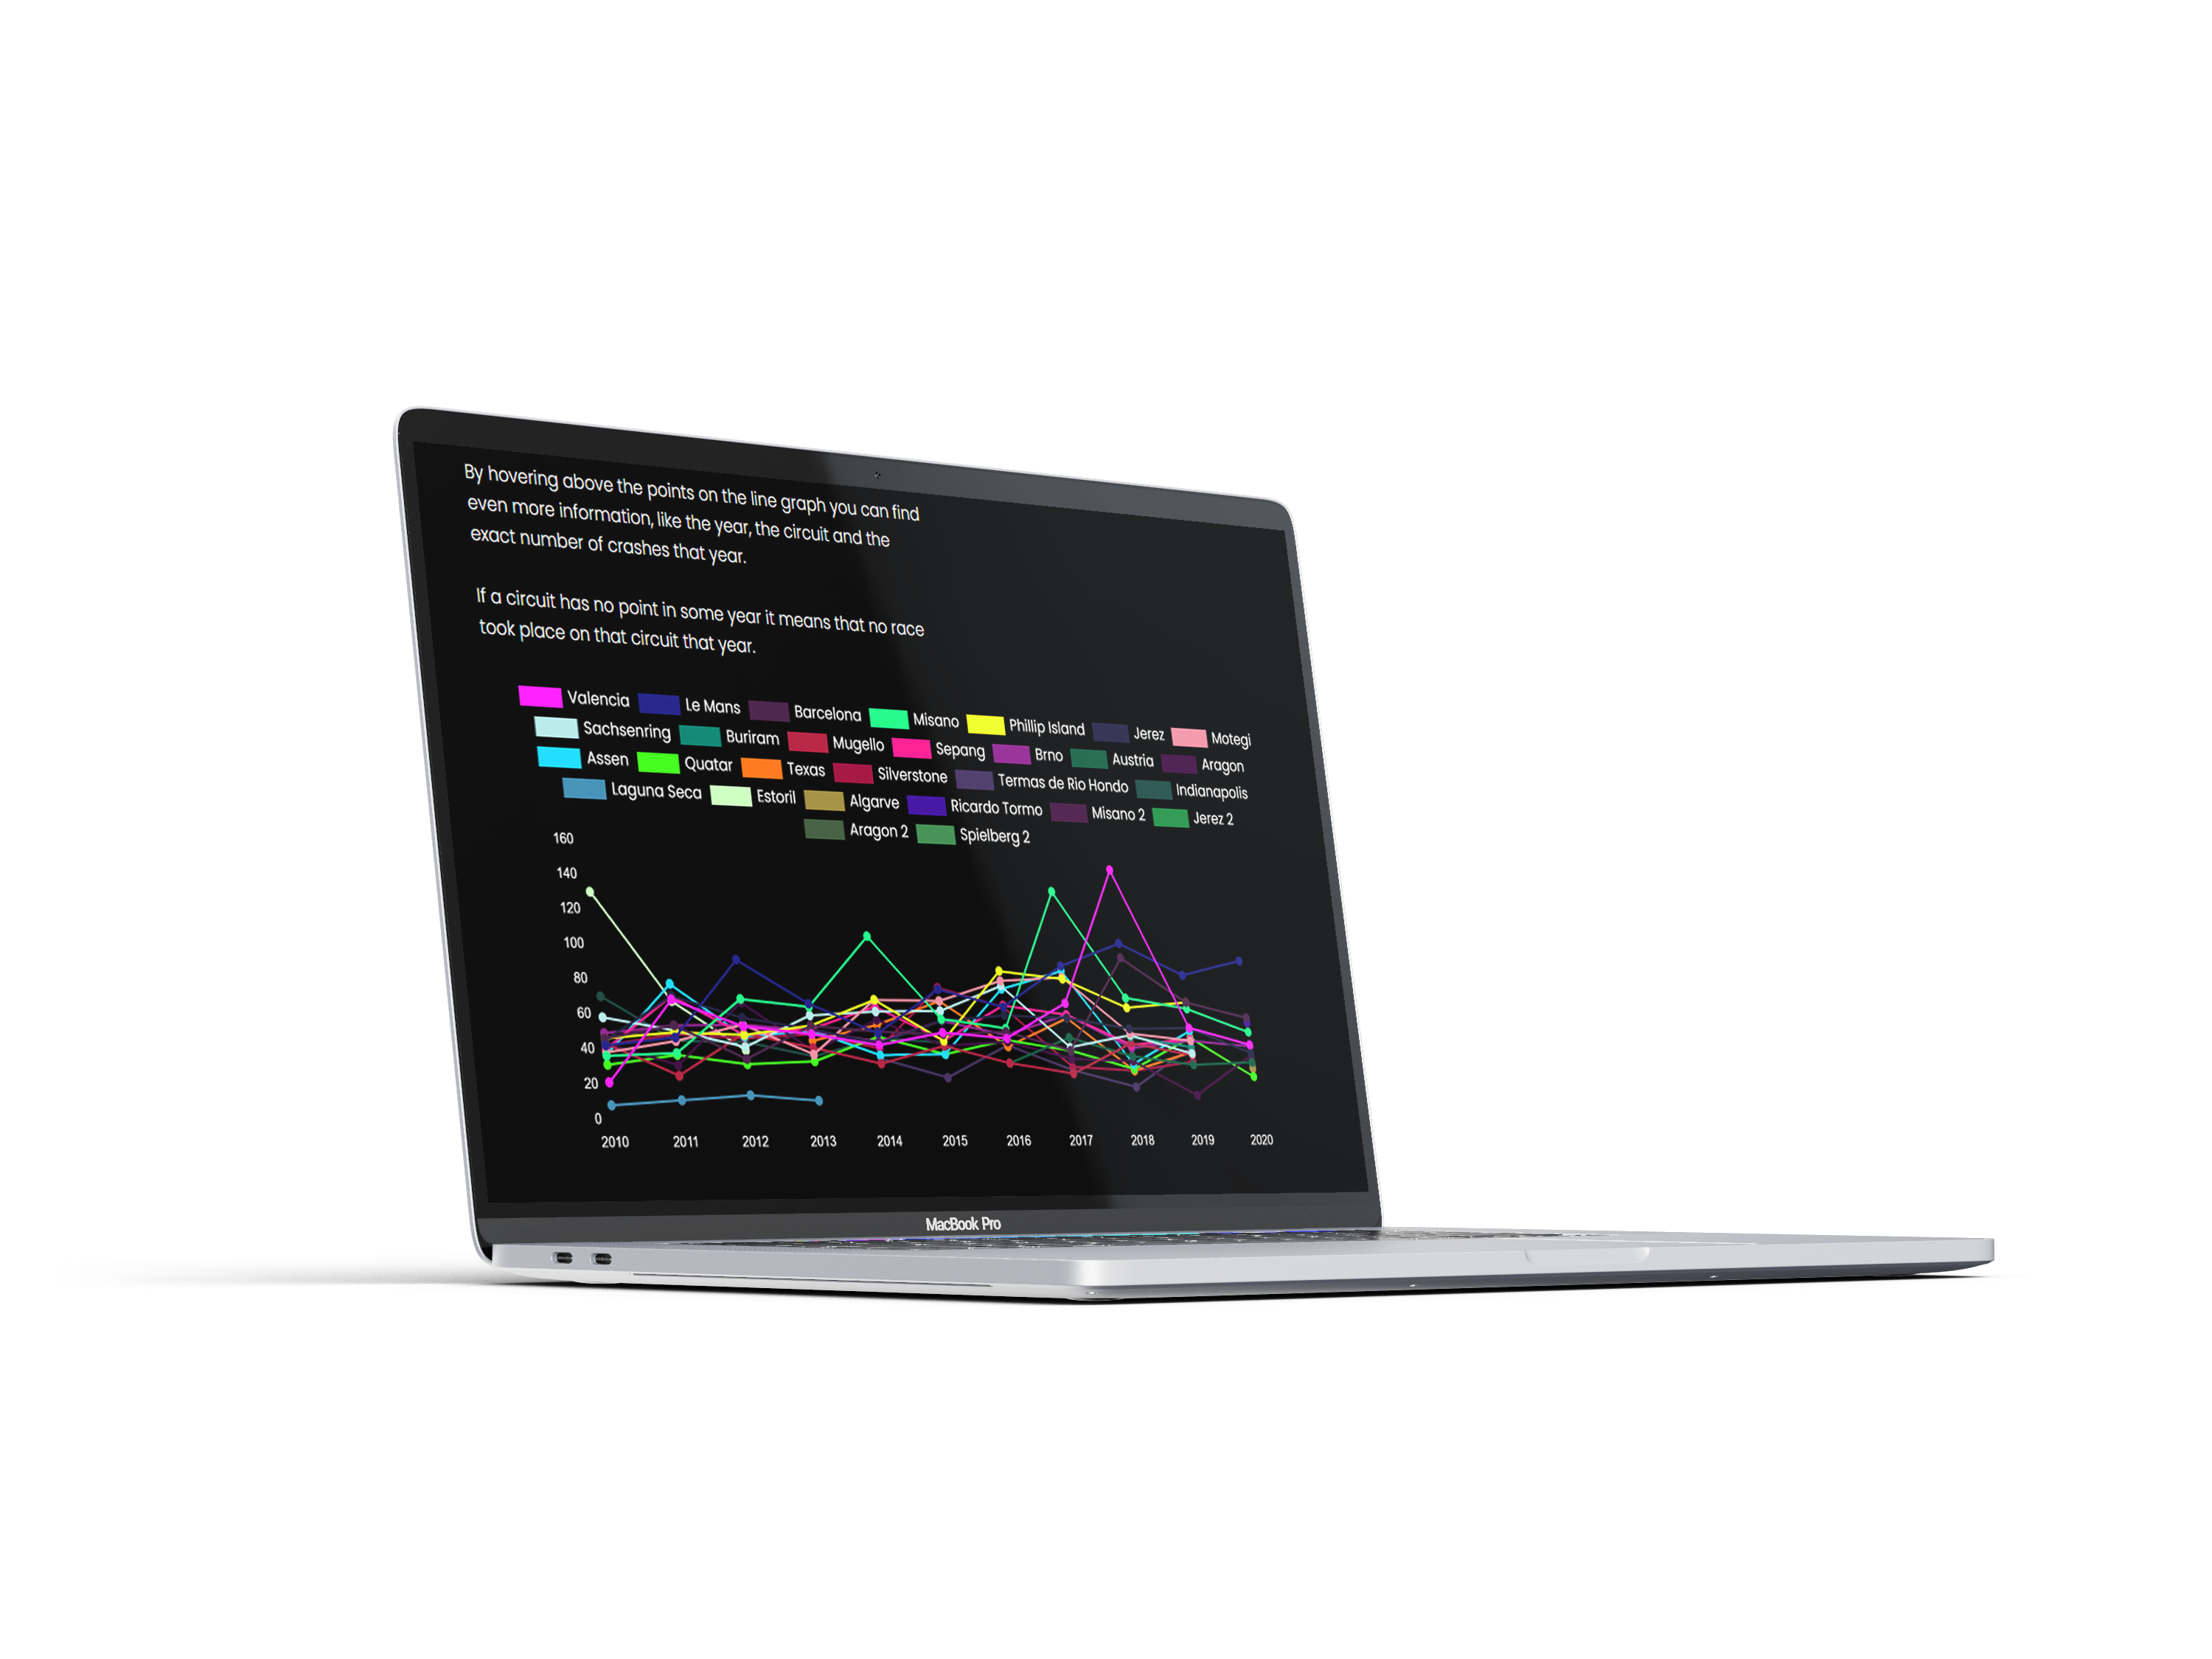 By hovering above the points on the line graph you can find
even more information, like the year, the circuit and the
exact number of crashes that year.
If a circuit has no point in some year it means that no race
took place on that circuit that year.
Valencia Le Mans Barcelona Misano Phillip Island Jerez Motegi
Sachsenring Buriram Mugello Sepang Brno Austria Aragon
Assen Quatar Texas Silverstone Termas de Rio Hondo Indianapolis
Laguna Seca Estoril Algarve Ricardo Tormo Misano 2 Jerez 2
Aragon 2 Spielberg 2
160
140
120
100
80
60
40
20
0
2010 2011 2012 2013 2014 2015 2016 2017 2018 2019 2020
MacBook Pro